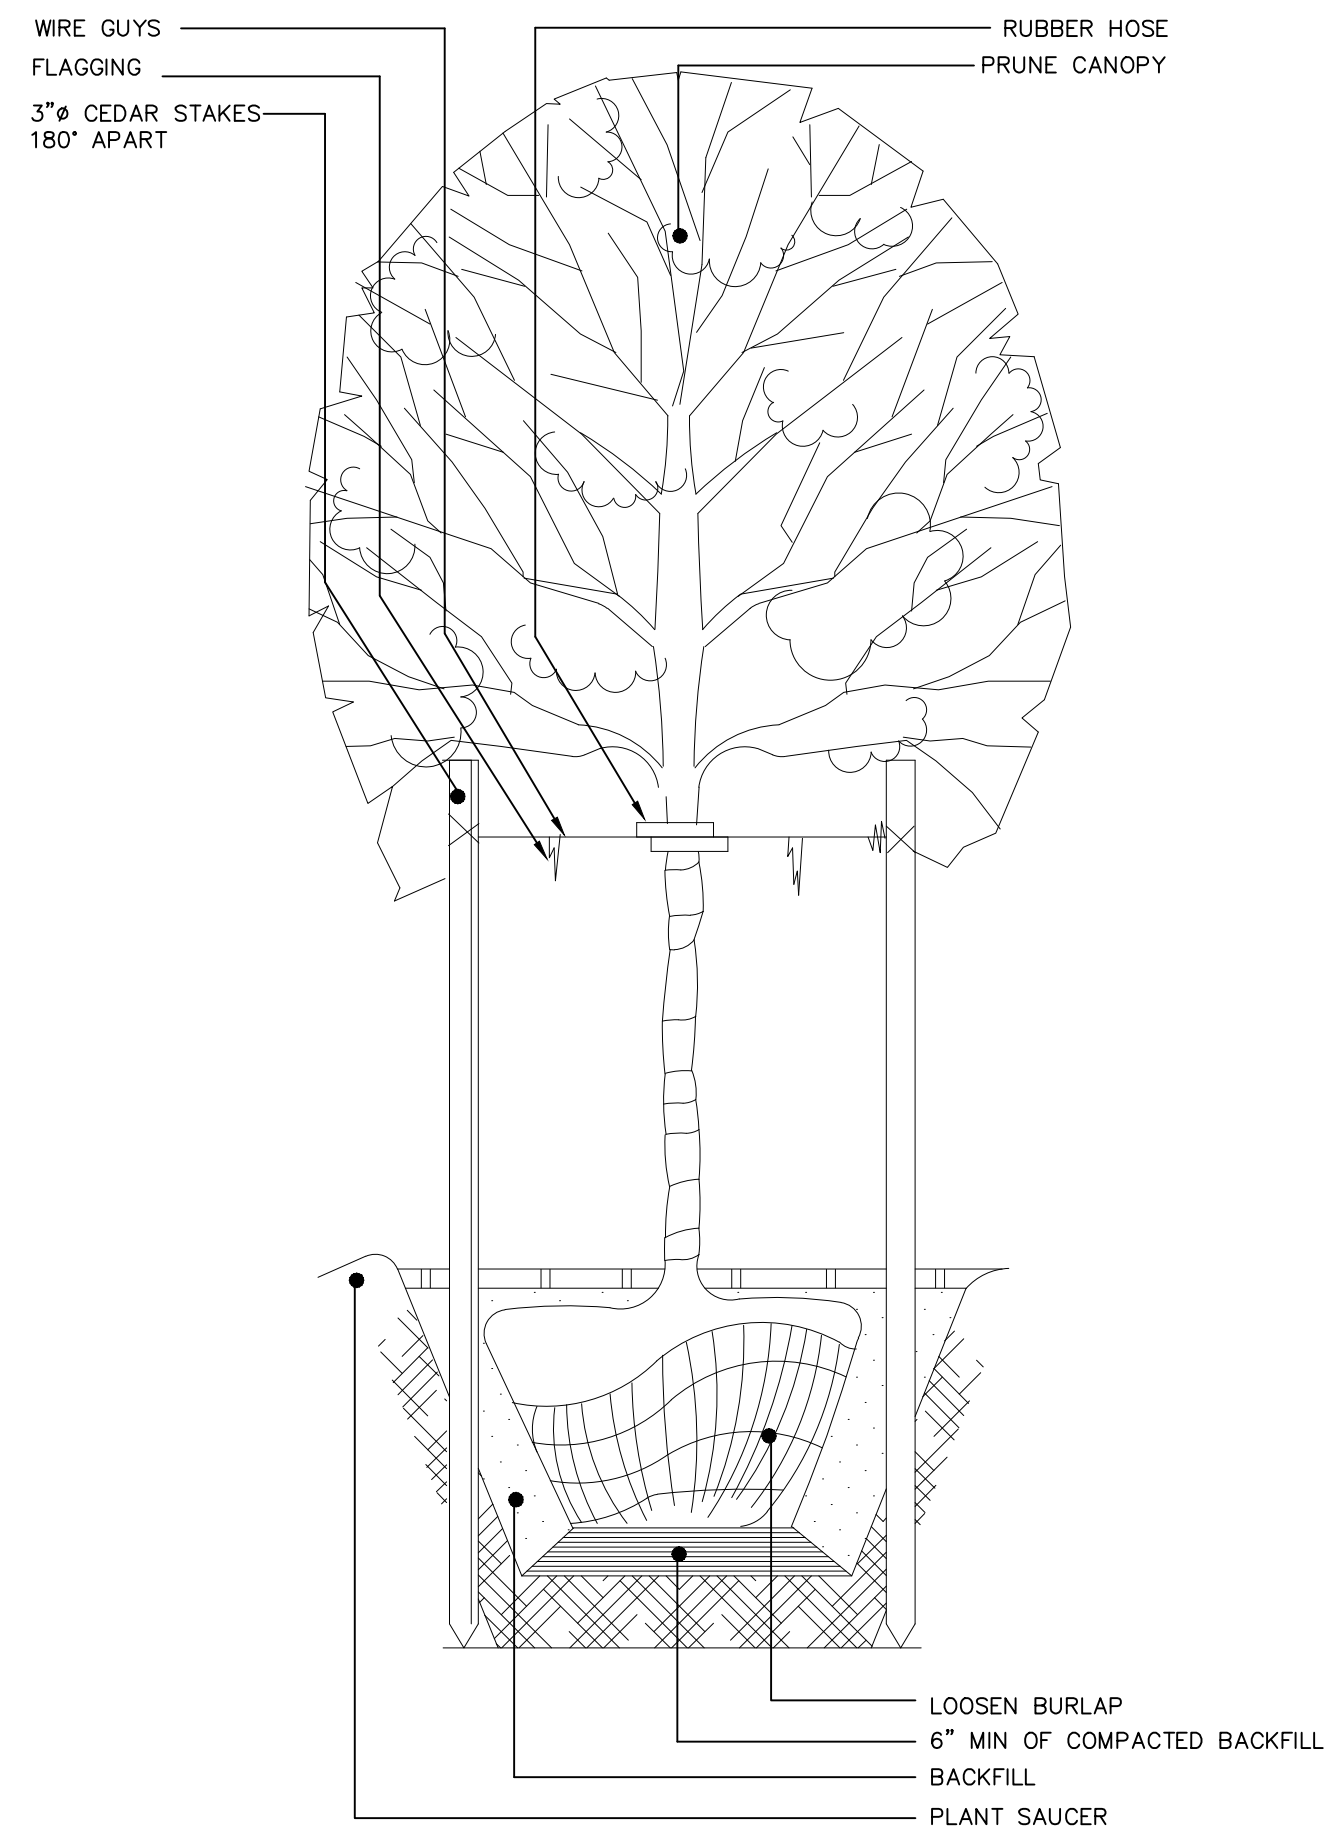 WIRE GUYS
FLAGGING
3"ø CEDAR STAKES
180° APART
RUBBER HOSE
PRUNE CANOPY
LOOSEN BURLAP
6" MIN OF COMPACTED BACKFILL
BACKFILL
PLANT SAUCER